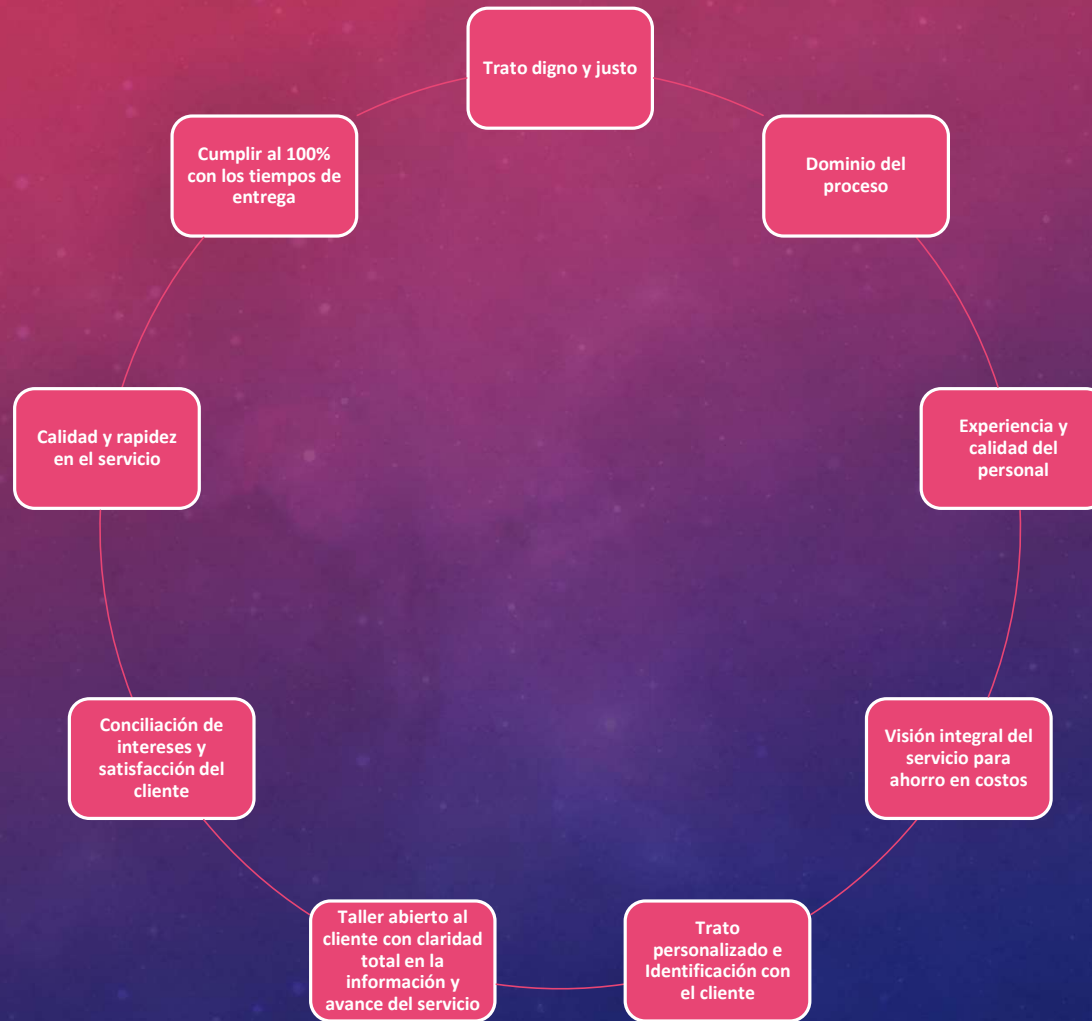 Trato digno y justo
Dominio del
proceso
Experiencia y
calidad del
personal
Visión integral del
servicio para
ahorro en costos
Trato
personalizado e
Identificación con
el cliente
Taller abierto al
cliente con claridad
total en la
información y
avance del servicio
Conciliación de
intereses y
satisfacción del
cliente
Calidad y rapidez
en el servicio
Cumplir al 100%
con los tiempos de
entrega